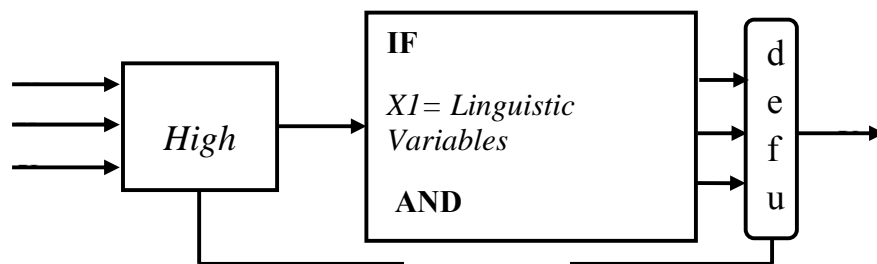 High
IF
X1= Linguistic
Variables
AND
d
e
f
u